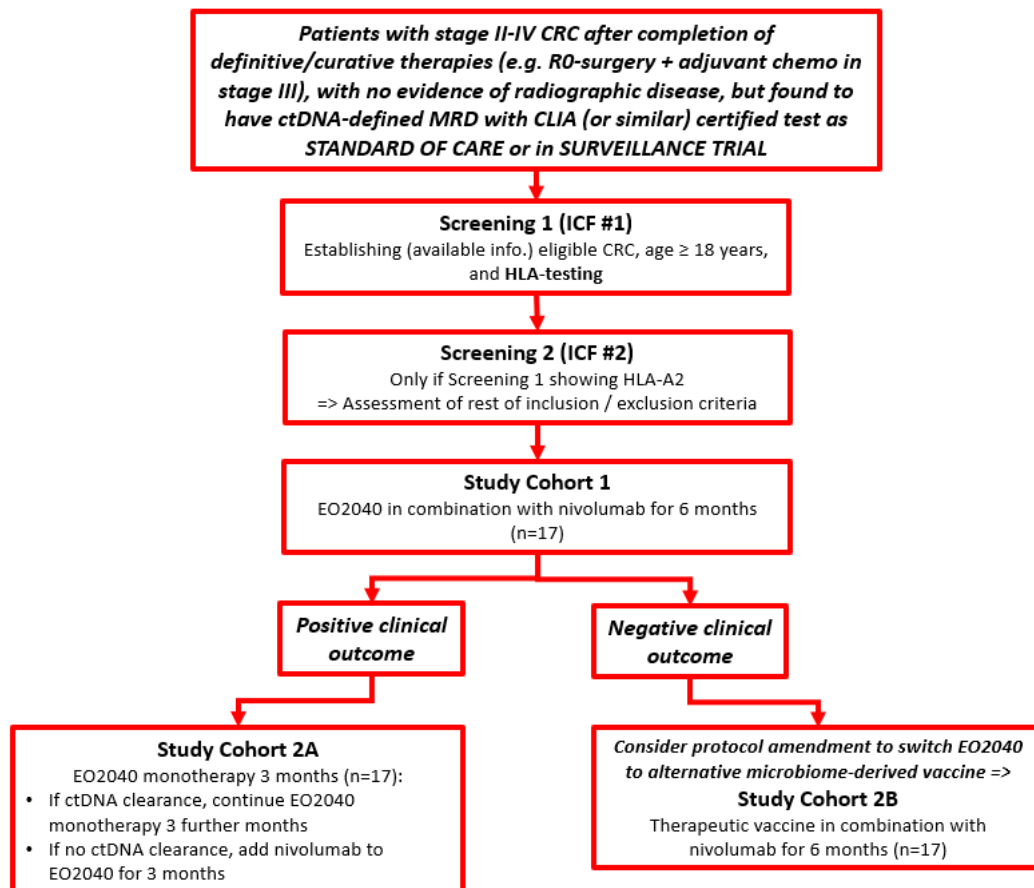 Patients with stage II-IV CRC after completion of
definitive/curative therapies (e.g. R0-surgery + adjuvant chemo in
stage III), with no evidence of radiographic disease, but found to
have ctDNA-defined MRD with CLIA (or similar) certified test as
STANDARD OF CARE or in SURVEILLANCE TRIAL
Screening 1 (ICF #1)
Establishing (available info.) eligible CRC, age ≥ 18 years,
and HLA-testing
Screening 2 (ICF #2)
Only if Screening 1 showing HLA-A2
=> Assessment of rest of inclusion / exclusion criteria
Study Cohort 1
EO2040 in combination with nivolumab for 6 months
(n=17)
Positive clinical
outcome
Negative clinical
outcome
Study Cohort 2A
EO2040 monotherapy 3 months (n=17):
• If ctDNA clearance, continue EO2040
monotherapy 3 further months
• If no ctDNA clearance, add nivolumab to
EO2040 for 3 months
Consider protocol amendment to switch EO2040
to alternative microbiome-derived vaccine =>
Study Cohort 2B
Therapeutic vaccine in combination with
nivolumab for 6 months (n=17)